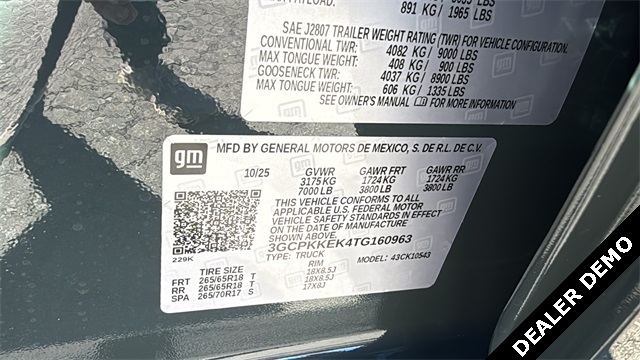 891 KG / 1965 LBS
SAE J2807 TRAILER WEIGHT RATING (TWR) FOR VEHICLE CONFIGURATION.
CONVENTIONAL TWR: 4082 KG / 9000 LBS
MAX TONGUE WEIGHT: 408 KG / 900 LBS
GOOSENECK TWR: 4037 KG / 8900 LBS
MAX TONGUE WEIGHT: 606 KG / 1335 LBS
SEE OWNER'S MANUAL FOR MORE INFORMATION
gm
MFD BY GENERAL MOTORS DE MEXICO, S. DE R.L. DE C.V.
10/25 GVWR GAWR FRT GAWR RR
3175 KG 1724 KG 1724 KG
7000 LB 3800 LB 3800 LB
THIS VEHICLE CONFORMS TO ALL
APPLICABLE U.S. FEDERAL MOTOR
VEHICLE SAFETY STANDARDS IN EFFECT
ON THE DATE OF MANUFACTURE
SHOWN ABOVE.
3GCPKKEK4TG160963
TYPE: TRUCK MODEL: 43CK10543
229K
TIRE SIZE RIM
FRT 265/65R18 T 18X8.5J
RR 265/65R18 T 18X8.5J
SPA 265/70R17 S 17X8J
DEALER DEMO